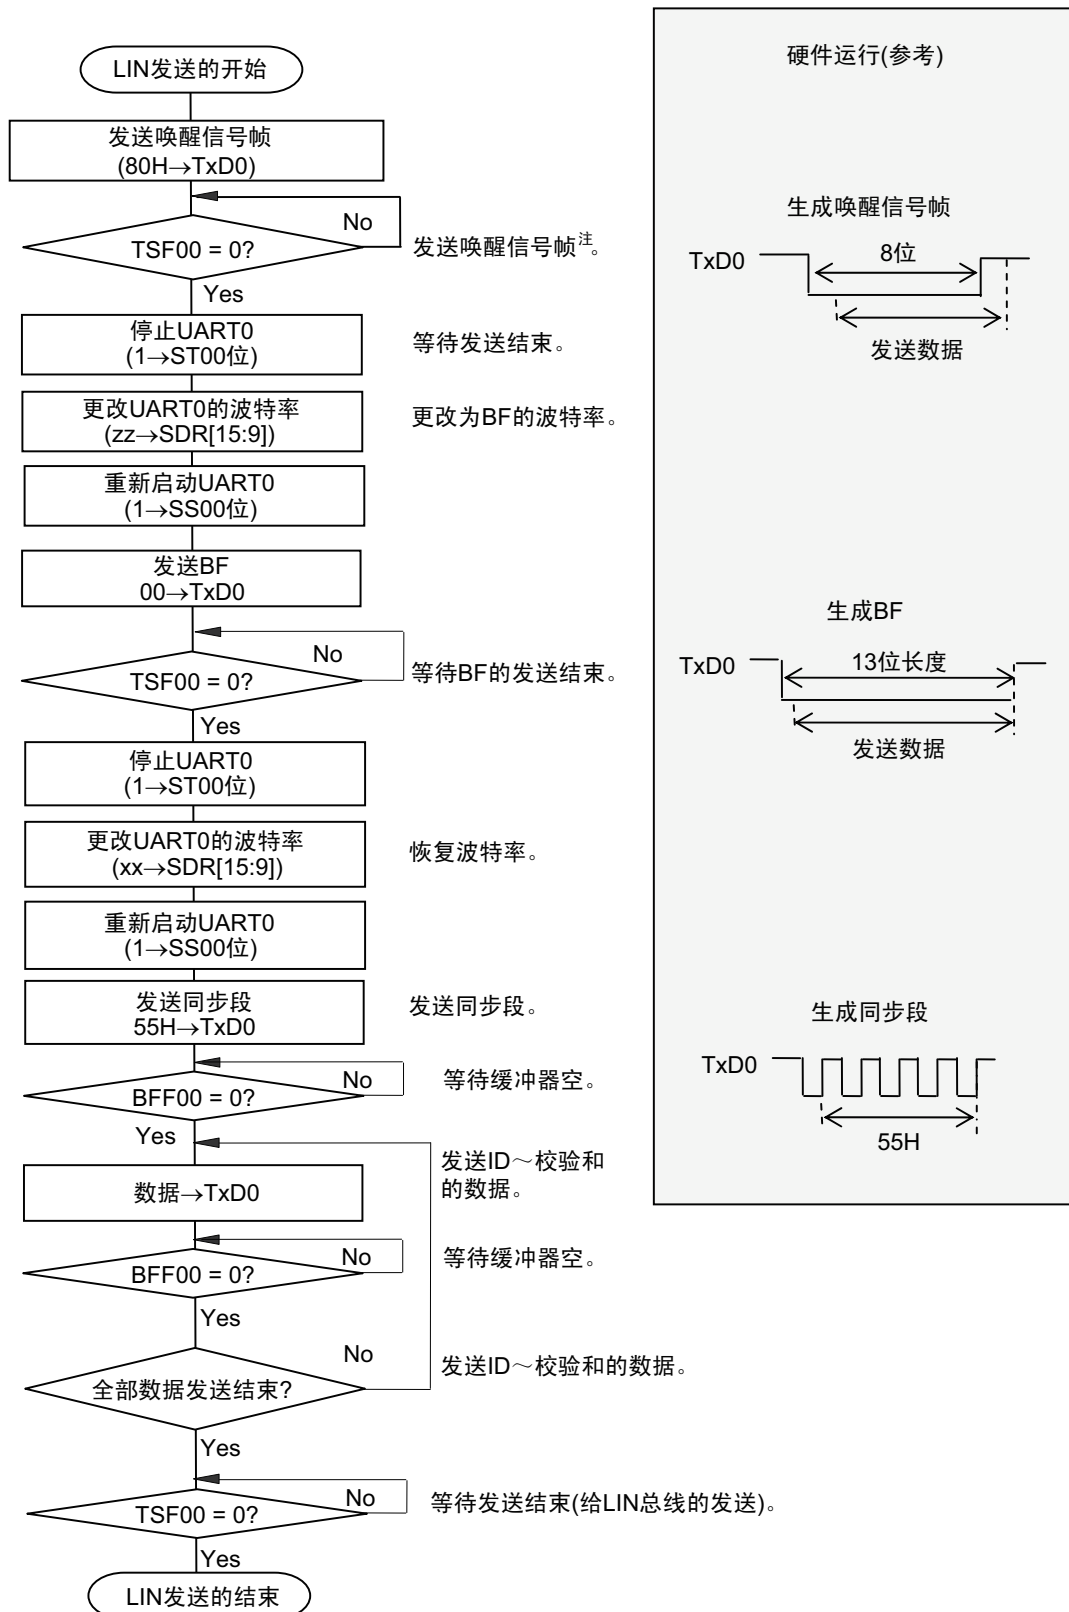 LIN发送的开始
发送唤醒信号帧
(80H→TxD0)
No
TSF00 = 0?
发送唤醒信号帧注。
Yes
停止UART0
(1→ST00位)
等待发送结束。
更改UART0的波特率
(zz→SDR[15:9])
更改为BF的波特率。
重新启动UART0
(1→SS00位)
发送BF
00→TxD0
No
TSF00 = 0?
等待BF的发送结束。
Yes
停止UART0
(1→ST00位)
更改UART0的波特率
(xx→SDR[15:9])
恢复波特率。
重新启动UART0
(1→SS00位)
发送同步段
55H→TxD0
发送同步段。
No
BFF00 = 0?
等待缓冲器空。
Yes
发送ID～校验和
的数据。
数据→TxD0
No
BFF00 = 0?
等待缓冲器空。
Yes
No
全部数据发送结束?
发送ID～校验和的数据。
Yes
No
TSF00 = 0?
等待发送结束(给LIN总线的发送)。
Yes
LIN发送的结束
硬件运行(参考)
生成唤醒信号帧
TxD0
8位
发送数据
生成BF
TxD0
13位长度
发送数据
生成同步段
TxD0
55H